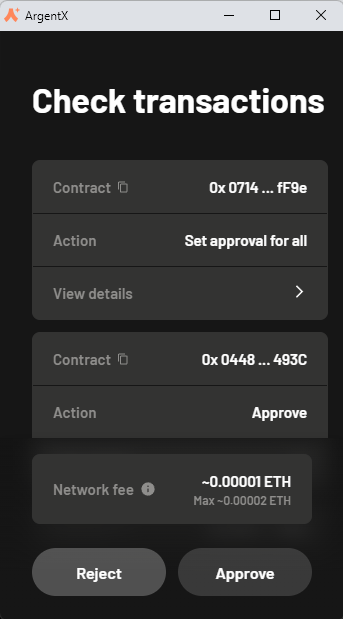 ArgentX
Check transactions
Contract 0x 0714 ... fF9e
Action Set approval for all
View details
Contract 0x 0448 ... 493C
Action Approve
Network fee ~0.00001 ETH
Max ~0.00002 ETH
Reject Approve